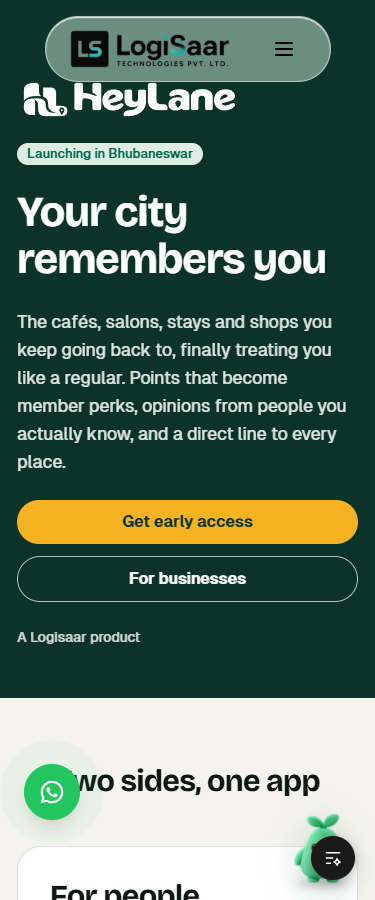 LS LogiSaar
TECHNOLOGIES PVT. LTD.
HeyLane
Launching in Bhubaneswar
Your city
remembers you
The cafés, salons, stays and shops you
keep going back to, finally treating you
like a regular. Points that become
member perks, opinions from people you
actually know, and a direct line to every
place.
Get early access
For businesses
A Logisaar product
wo sides, one app
For people